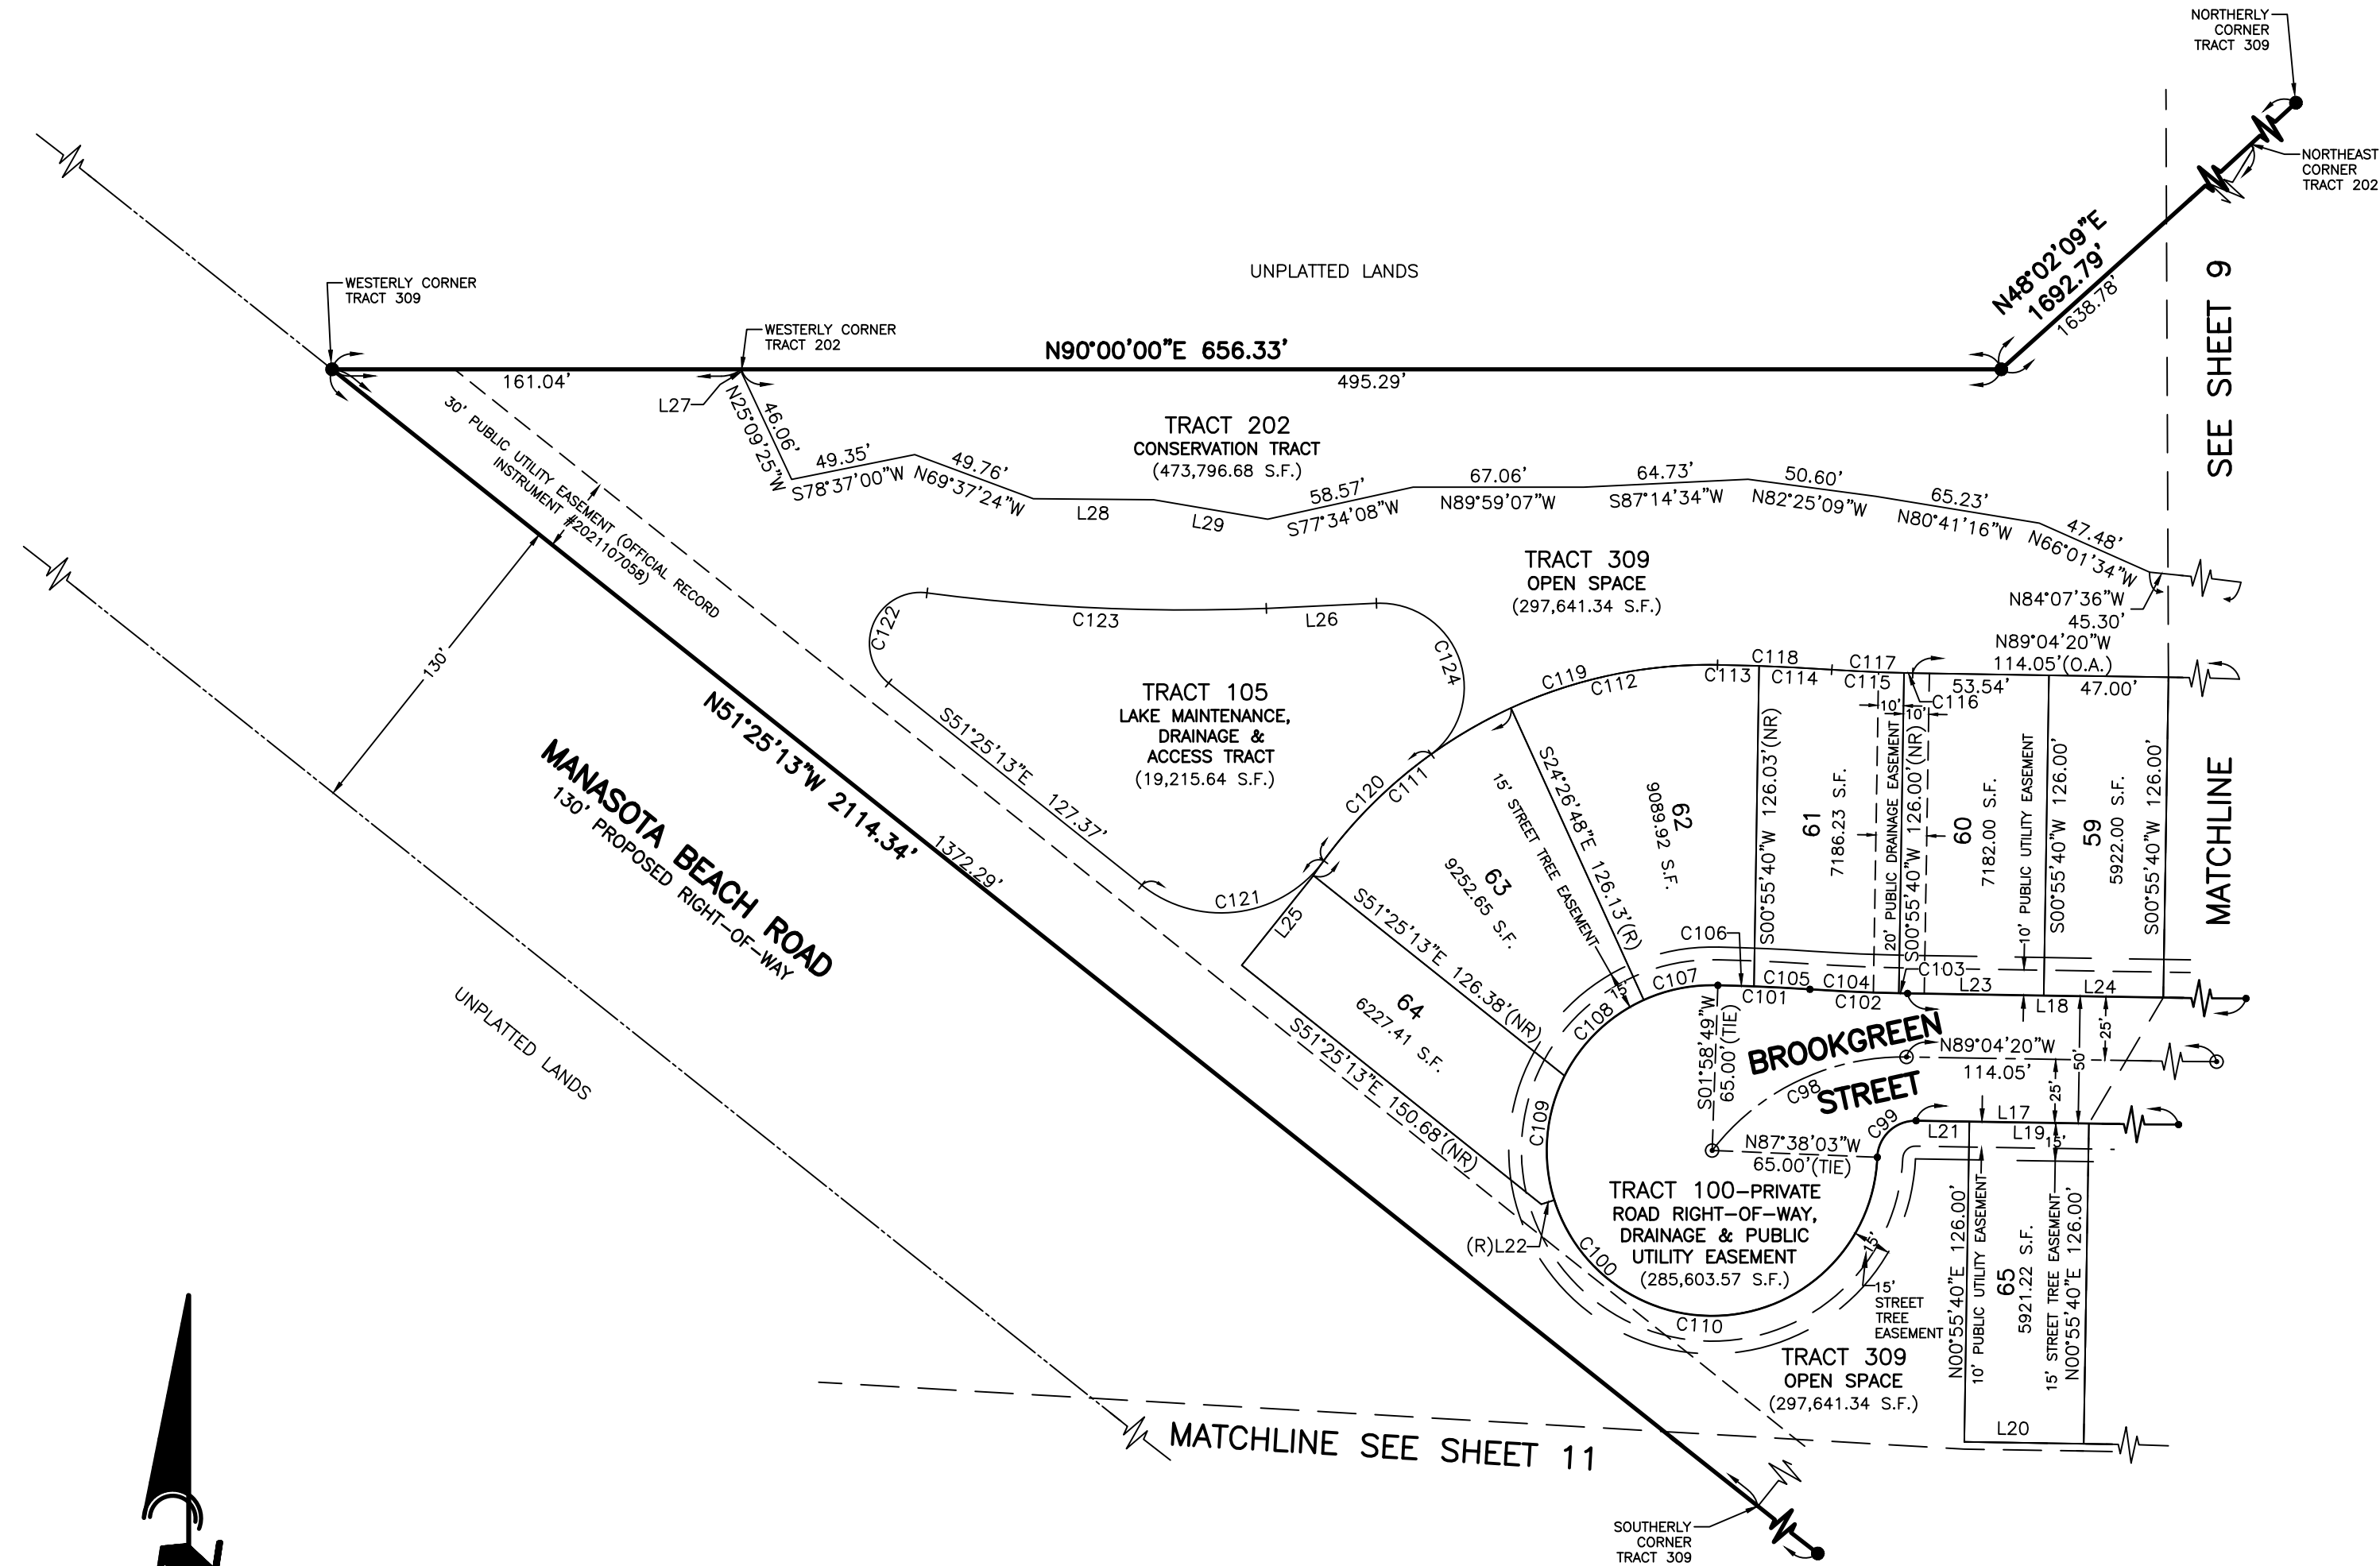 NORTHERLY
CORNER
TRACT 309
NORTHEAST
CORNER
TRACT 202
N48°02'09"E
1692.79'
1638.78'
SEE SHEET 9
MATCHLINE
UNPLATTED LANDS
WESTERLY CORNER
TRACT 309
WESTERLY CORNER
TRACT 202
N90°00'00"E 656.33'
161.04'
495.29'
L27
46.06'
N25°09'25"W
49.35'
S78°37'00"W
49.76'
N69°37'24"W
L28
L29
58.57'
S77°34'08"W
67.06'
N89°59'07"W
64.73'
S87°14'34"W
50.60'
N82°25'09"W
65.23'
N80°41'16"W
47.48'
N66°01'34"W
N84°07'36"W
45.30'
TRACT 202
CONSERVATION TRACT
(473,796.68 S.F.)
30' PUBLIC UTILITY EASEMENT (OFFICIAL RECORD
INSTRUMENT #2021107058)
TRACT 309
OPEN SPACE
(297,641.34 S.F.)
N89°04'20"W
114.05'(O.A.)
53.54'
47.00'
C122
C123
L26
C124
C119
C112
C113
C118
C114
C117
C115
C116
10'
10'
TRACT 105
LAKE MAINTENANCE,
DRAINAGE &
ACCESS TRACT
(19,215.64 S.F.)
S51°25'13"E 127.37'
C121
C120
C111
L25
130'
N51°25'13"W 2114.34'
1372.29'
MANASOTA BEACH ROAD
130' PROPOSED RIGHT-OF-WAY
UNPLATTED LANDS
S24°26'48"E 126.13'(R)
15' STREET TREE EASEMENT
15'
62
9089.92 S.F.
63
9252.65 S.F.
S51°25'13"E 126.38'(NR)
64
6227.41 S.F.
S51°25'13"E 150.68'(NR)
S00°55'40"W 126.03'(NR)
61
7186.23 S.F.
20' PUBLIC DRAINAGE EASEMENT
S00°55'40"W 126.00'(NR)
60
7182.00 S.F.
10' PUBLIC UTILITY EASEMENT
S00°55'40"W 126.00'
59
5922.00 S.F.
S00°55'40"W 126.00'
C106
C107
C108
C109
C105
C101
C104
C102
C103
L23
L18
L24
S01°58'49"W
65.00'(TIE)
BROOKGREEN
STREET
C98
N89°04'20"W
114.05'
25'
50'
25'
C99
L17
L21
L19
15'
N87°38'03"W
65.00'(TIE)
TRACT 100-PRIVATE
ROAD RIGHT-OF-WAY,
DRAINAGE & PUBLIC
UTILITY EASEMENT
(285,603.57 S.F.)
(R)L22
C100
C110
15'
15'
STREET
TREE
EASEMENT
N00°55'40"E 126.00'
10' PUBLIC UTILITY EASEMENT
65
5921.22 S.F.
15' STREET TREE EASEMENT
N00°55'40"E 126.00'
L20
TRACT 309
OPEN SPACE
(297,641.34 S.F.)
MATCHLINE SEE SHEET 11
SOUTHERLY
CORNER
TRACT 309